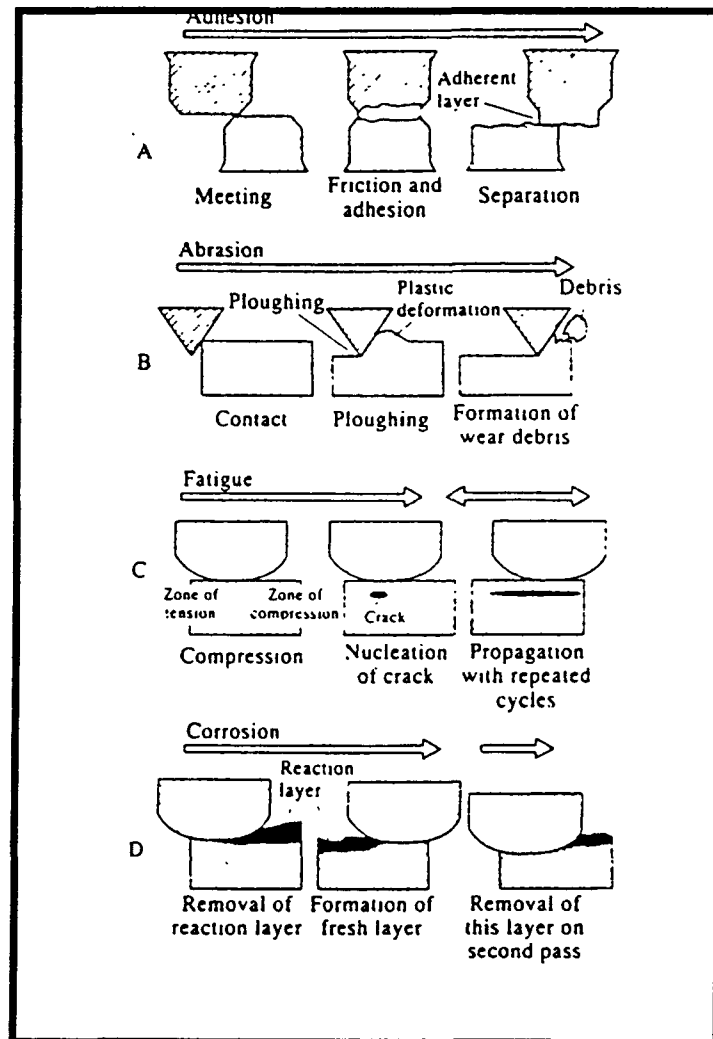 Adhesion
Adherent
layer
A
Meeting
Friction and
adhesion
Separation
Abrasion
Ploughing
Plastic
deformation
Debris
B
Contact
Ploughing
Formation of
wear debris
Fatigue
C
Zone of
tension
Zone of
compression
Crack
Compression
Nucleation
of crack
Propagation
with repeated
cycles
Corrosion
Reaction
layer
D
Removal of
reaction layer
Formation of
fresh layer
Removal of
this layer on
second pass